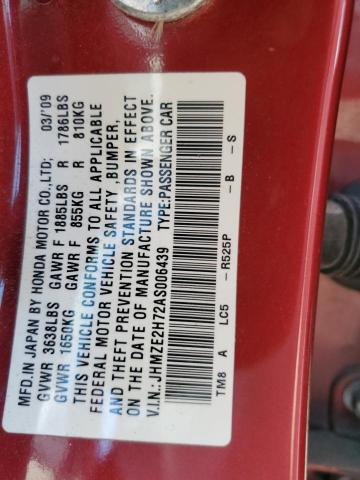 MFD.IN JAPAN BY HONDA MOTOR CO.,LTD; 03/'09
GVWR 3638LBS GAWR F 1885LBS R 1786LBS
GVWR 1650KG GAWR F 855KG R 810KG
THIS VEHICLE CONFORMS TO ALL APPLICABLE
FEDERAL MOTOR VEHICLE SAFETY ,BUMPER,
AND THEFT PREVENTION STANDARDS IN EFFECT
ON THE DATE OF MANUFACTURE SHOWN ABOVE.
V.I.N.:JHMZE2H72AS006439 TYPE:PASSENGER CAR
TM8 A LC5 -R525P -B -S